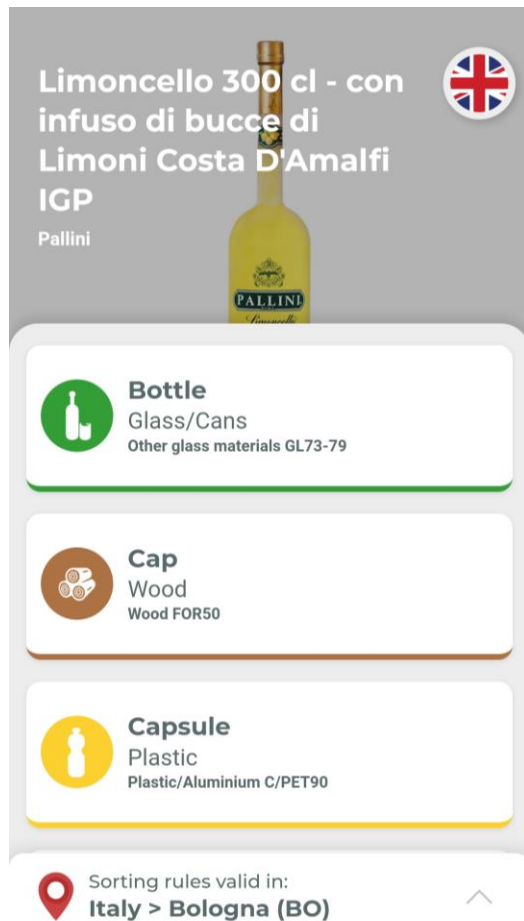 Limoncello 300 cl - con
infuso di bucce di
Limoni Costa D'Amalfi
IGP
Pallini
PALLINI
Limoncello
Bottle
Glass/Cans
Other glass materials GL73-79
Cap
Wood
Wood FOR50
Capsule
Plastic
Plastic/Aluminium C/PET90
Sorting rules valid in:
Italy > Bologna (BO)